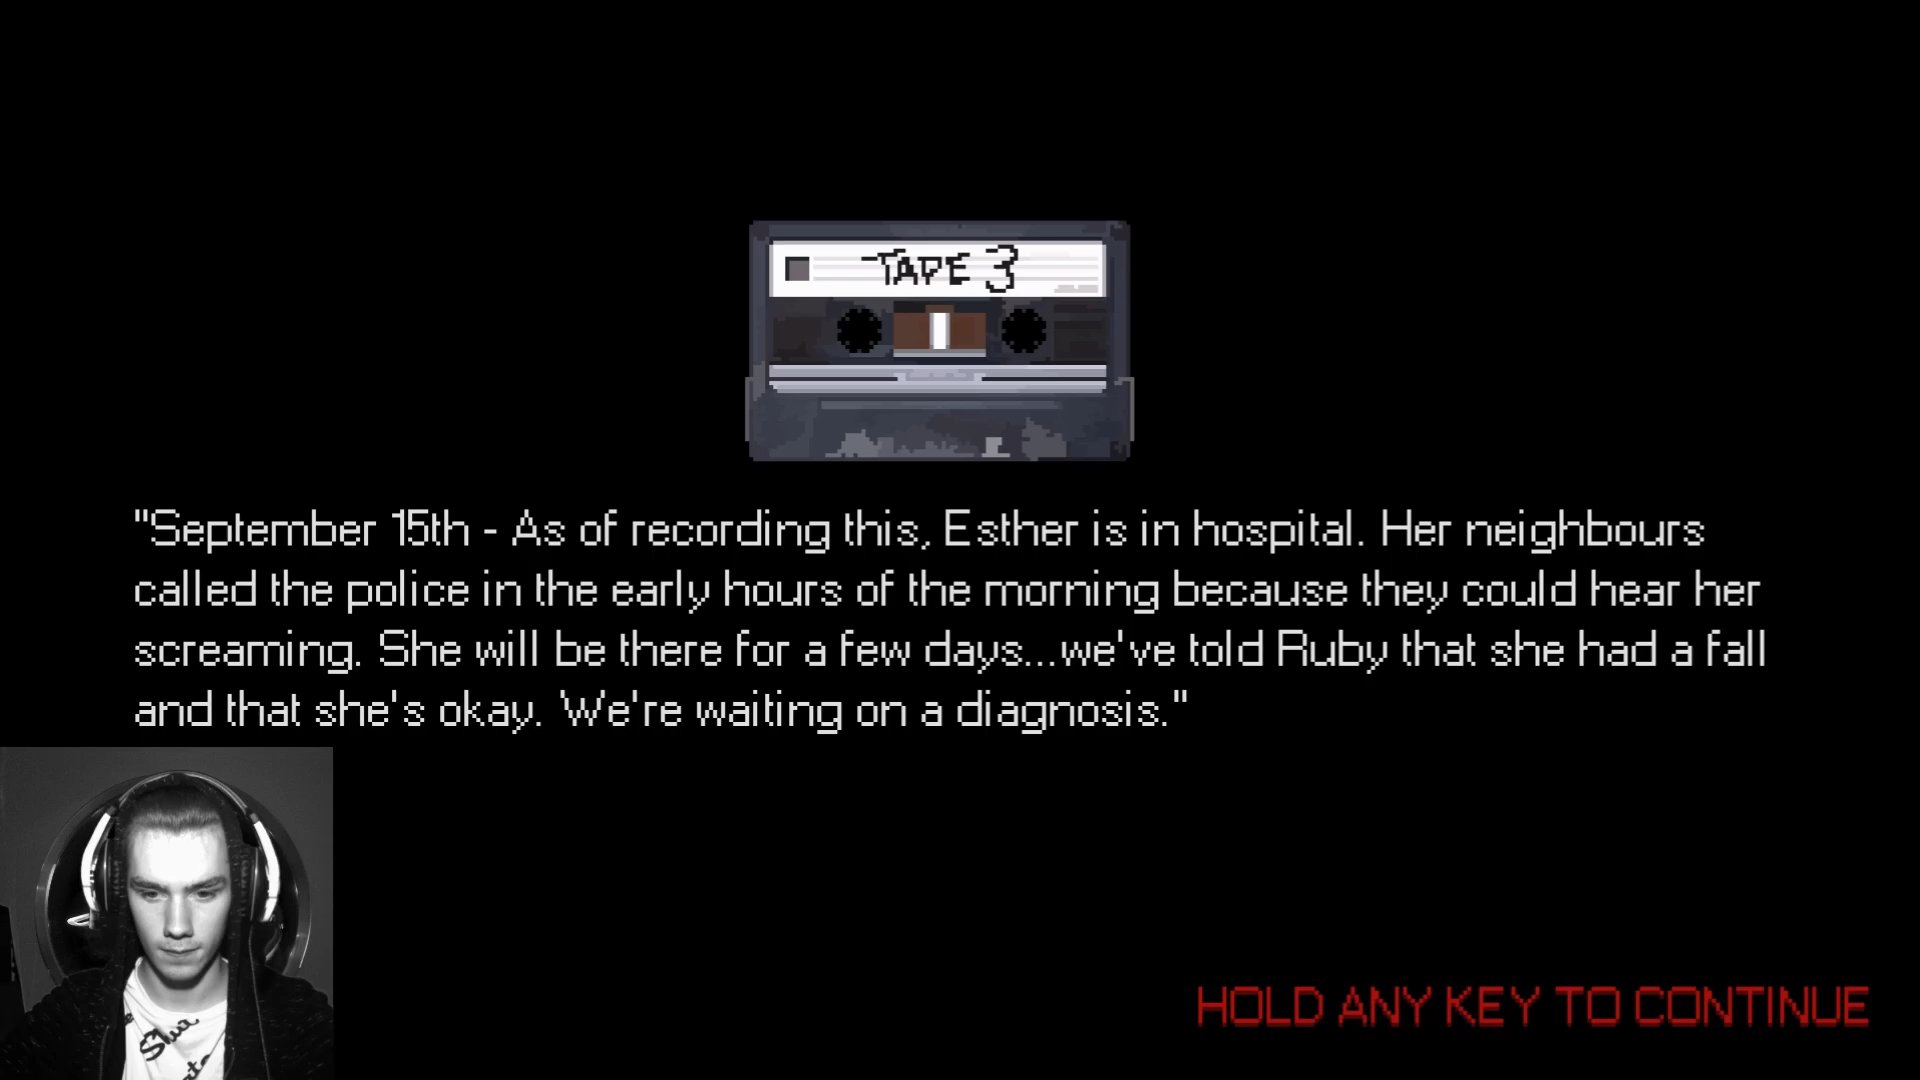 TAPE 3
"September 15th - As of recording this, Esther is in hospital. Her neighbours
called the police in the early hours of the morning because they could hear her
screaming. She will be there for a few days...we've told Ruby that she had a fall
and that she's okay. We're waiting on a diagnosis."
HOLD ANY KEY TO CONTINUE